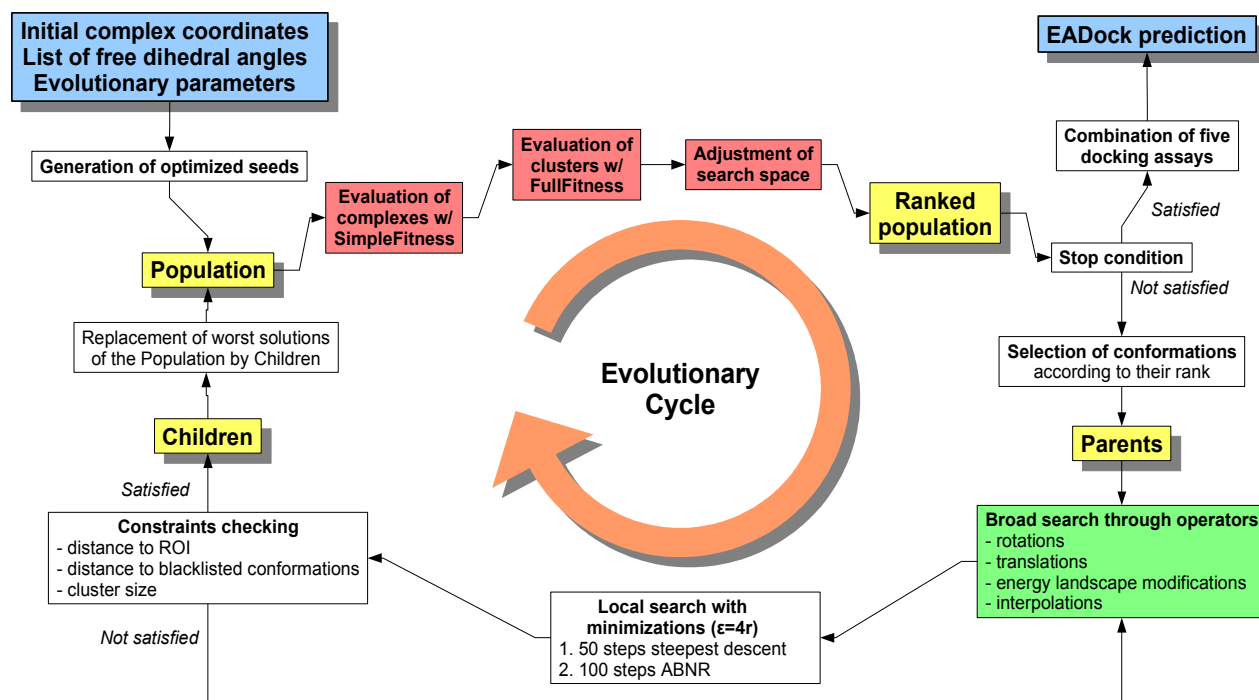 Initial complex coordinates
List of free dihedral angles
Evolutionary parameters
EADock prediction
Generation of optimized seeds
Evaluation of
complexes w/
SimpleFitness
Evaluation of
clusters w/
FullFitness
Adjustment of
search space
Combination of five
docking assays
Ranked
population
Satisfied
Population
Stop condition
Not satisfied
Replacement of worst solutions
of the Population by Children
Evolutionary
Cycle
Selection of conformations
according to their rank
Children
Parents
Satisfied
Constraints checking
- distance to ROI
- distance to blacklisted conformations
- cluster size
Not satisfied
Local search with
minimizations (ε=4r)
1. 50 steps steepest descent
2. 100 steps ABNR
Broad search through operators
- rotations
- translations
- energy landscape modifications
- interpolations